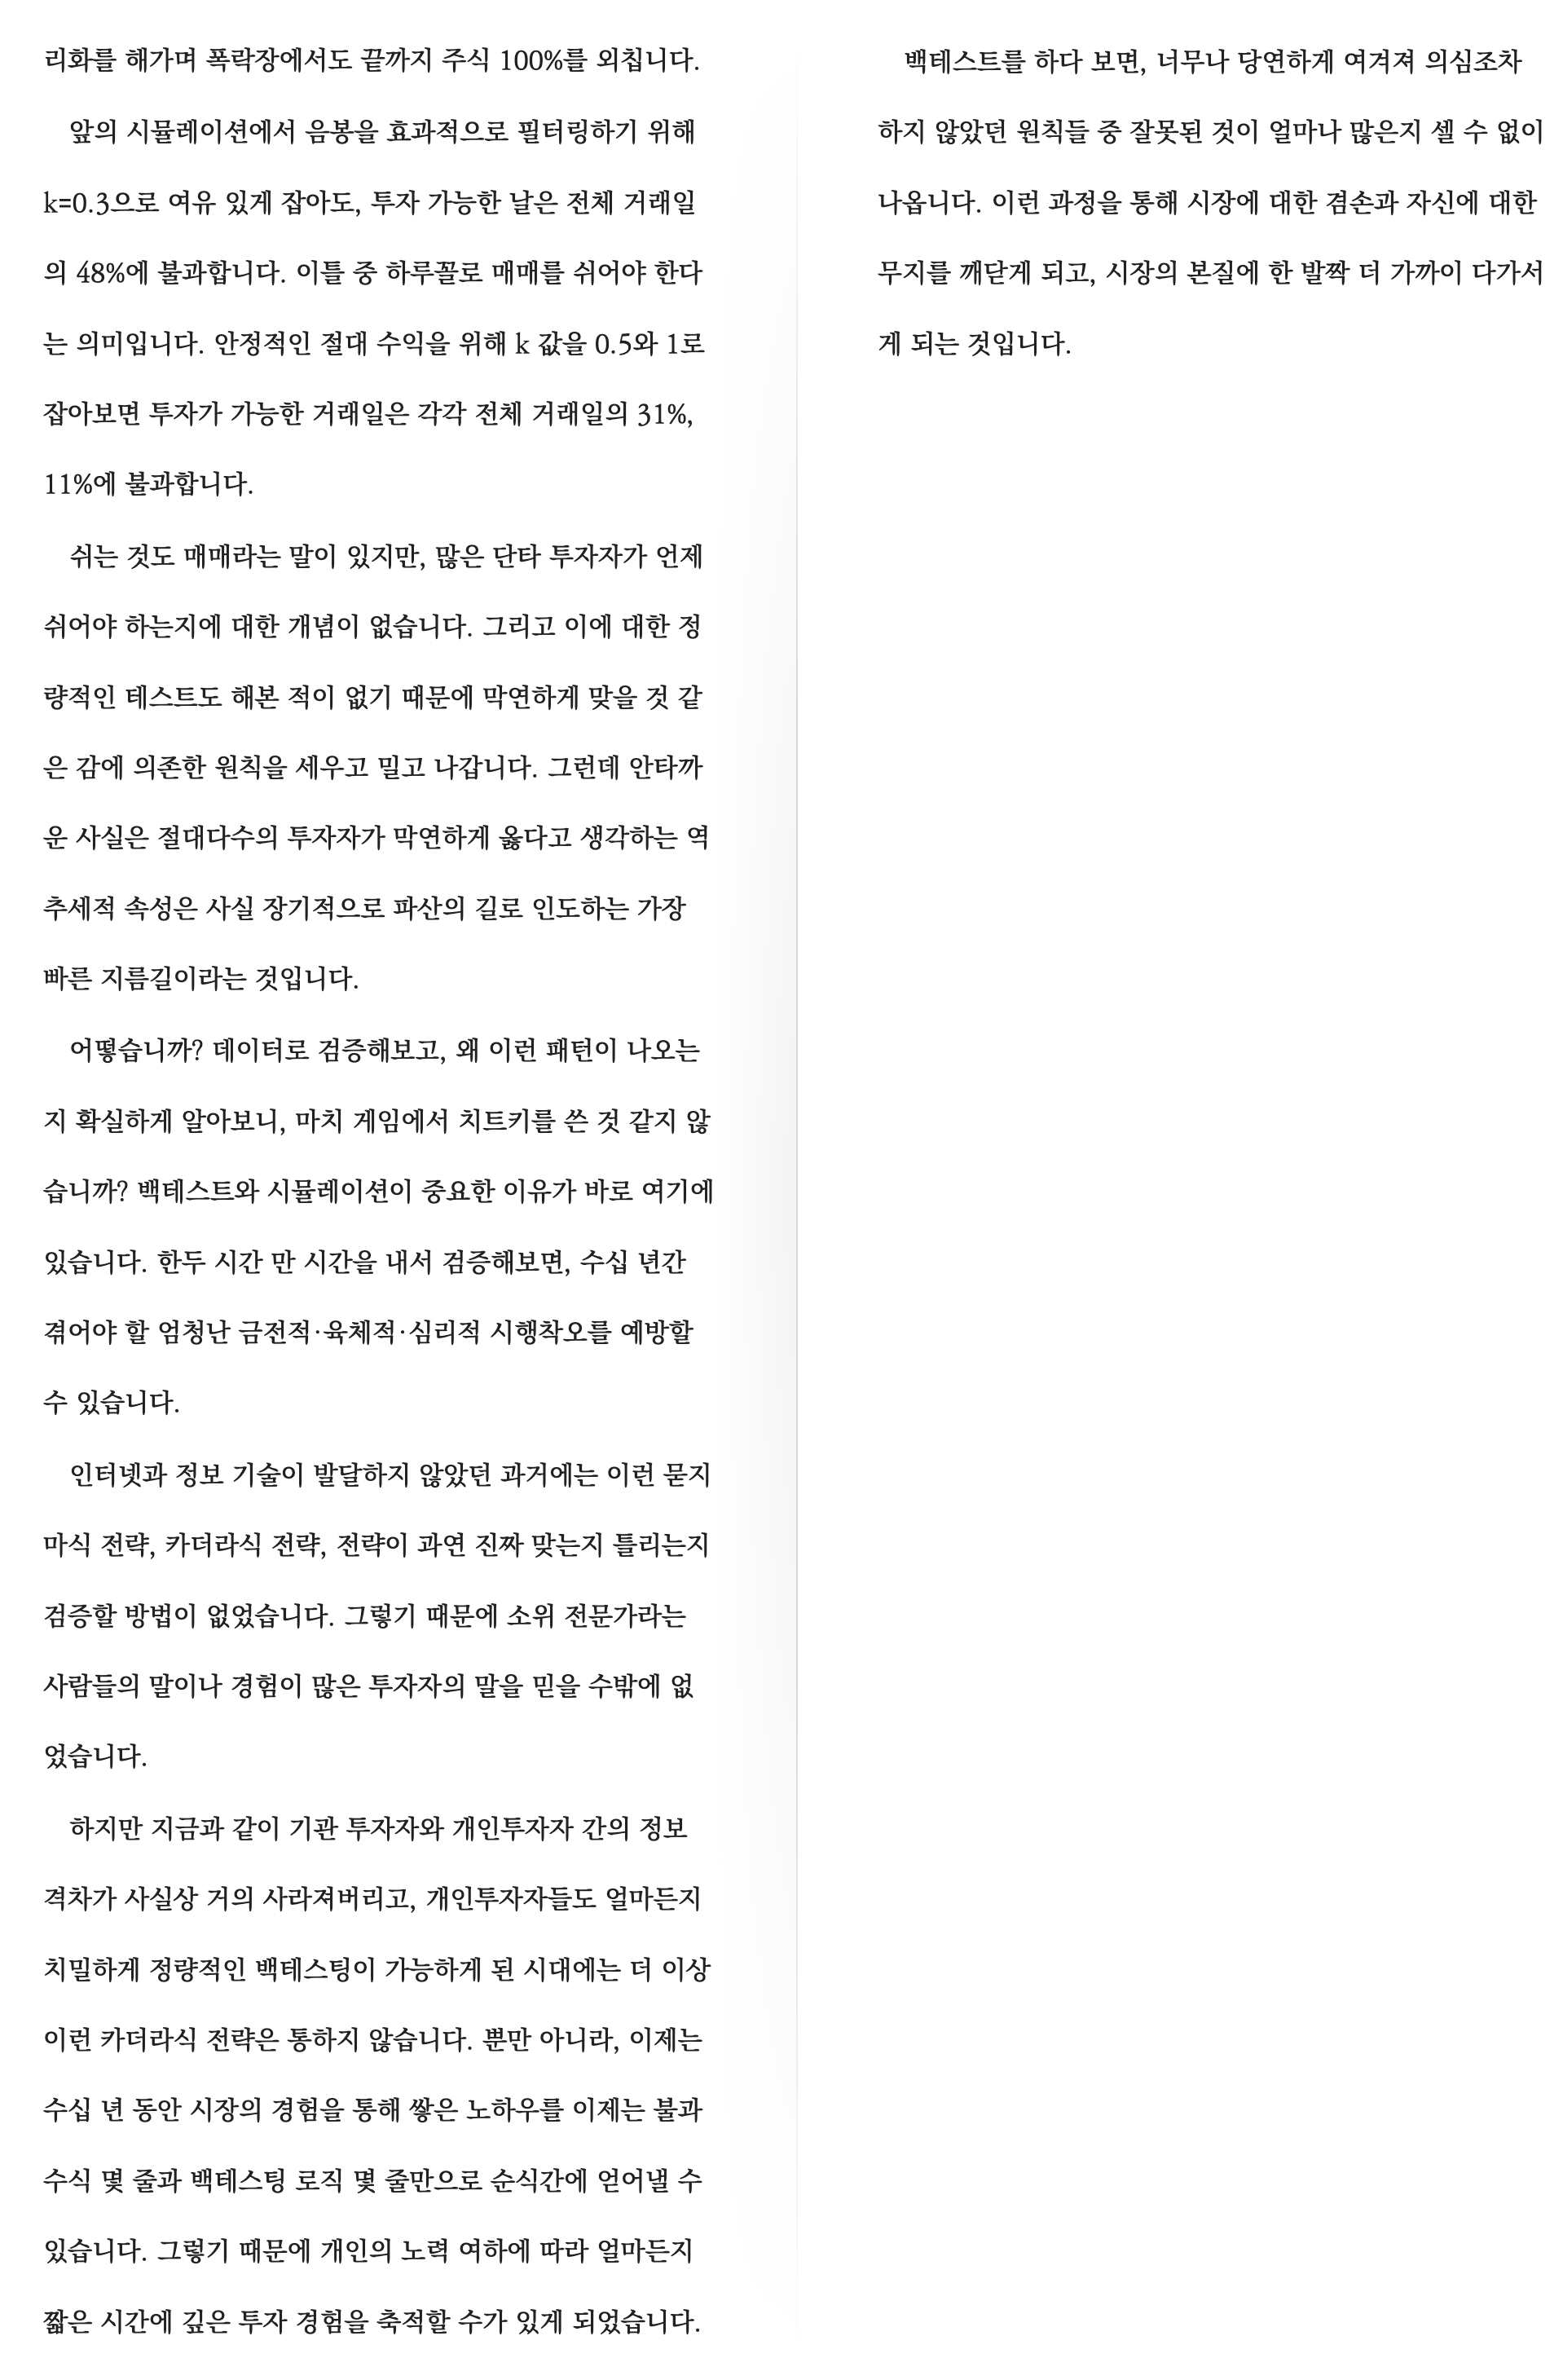 리화를 해가며 폭락장에서도 끝까지 주식 100%를 외칩니다.
앞의 시뮬레이션에서 음봉을 효과적으로 필터링하기 위해
k=0.3으로 여유 있게 잡아도, 투자 가능한 날은 전체 거래일
의 48%에 불과합니다. 이틀 중 하루꼴로 매매를 쉬어야 한다
는 의미입니다. 안정적인 절대 수익을 위해 k 값을 0.5와 1로
잡아보면 투자가 가능한 거래일은 각각 전체 거래일의 31%,
11%에 불과합니다.
쉬는 것도 매매라는 말이 있지만, 많은 단타 투자자가 언제
쉬어야 하는지에 대한 개념이 없습니다. 그리고 이에 대한 정
량적인 테스트도 해본 적이 없기 때문에 막연하게 맞을 것 같
은 감에 의존한 원칙을 세우고 밀고 나갑니다. 그런데 안타까
운 사실은 절대다수의 투자자가 막연하게 옳다고 생각하는 역
추세적 속성은 사실 장기적으로 파산의 길로 인도하는 가장
빠른 지름길이라는 것입니다.
어떻습니까? 데이터로 검증해보고, 왜 이런 패턴이 나오는
지 확실하게 알아보니, 마치 게임에서 치트키를 쓴 것 같지 않
습니까? 백테스트와 시뮬레이션이 중요한 이유가 바로 여기에
있습니다. 한두 시간 만 시간을 내서 검증해보면, 수십 년간
겪어야 할 엄청난 금전적·육체적·심리적 시행착오를 예방할
수 있습니다.
인터넷과 정보 기술이 발달하지 않았던 과거에는 이런 묻지
마식 전략, 카더라식 전략, 전략이 과연 진짜 맞는지 틀리는지
검증할 방법이 없었습니다. 그렇기 때문에 소위 전문가라는
사람들의 말이나 경험이 많은 투자자의 말을 믿을 수밖에 없
었습니다.
하지만 지금과 같이 기관 투자자와 개인투자자 간의 정보
격차가 사실상 거의 사라져버리고, 개인투자자들도 얼마든지
치밀하게 정량적인 백테스팅이 가능하게 된 시대에는 더 이상
이런 카더라식 전략은 통하지 않습니다. 뿐만 아니라, 이제는
수십 년 동안 시장의 경험을 통해 쌓은 노하우를 이제는 불과
수식 몇 줄과 백테스팅 로직 몇 줄만으로 순식간에 얻어낼 수
있습니다. 그렇기 때문에 개인의 노력 여하에 따라 얼마든지
짧은 시간에 깊은 투자 경험을 축적할 수가 있게 되었습니다.
백테스트를 하다 보면, 너무나 당연하게 여겨져 의심조차
하지 않았던 원칙들 중 잘못된 것이 얼마나 많은지 셀 수 없이
나옵니다. 이런 과정을 통해 시장에 대한 겸손과 자신에 대한
무지를 깨닫게 되고, 시장의 본질에 한 발짝 더 가까이 다가서
게 되는 것입니다.